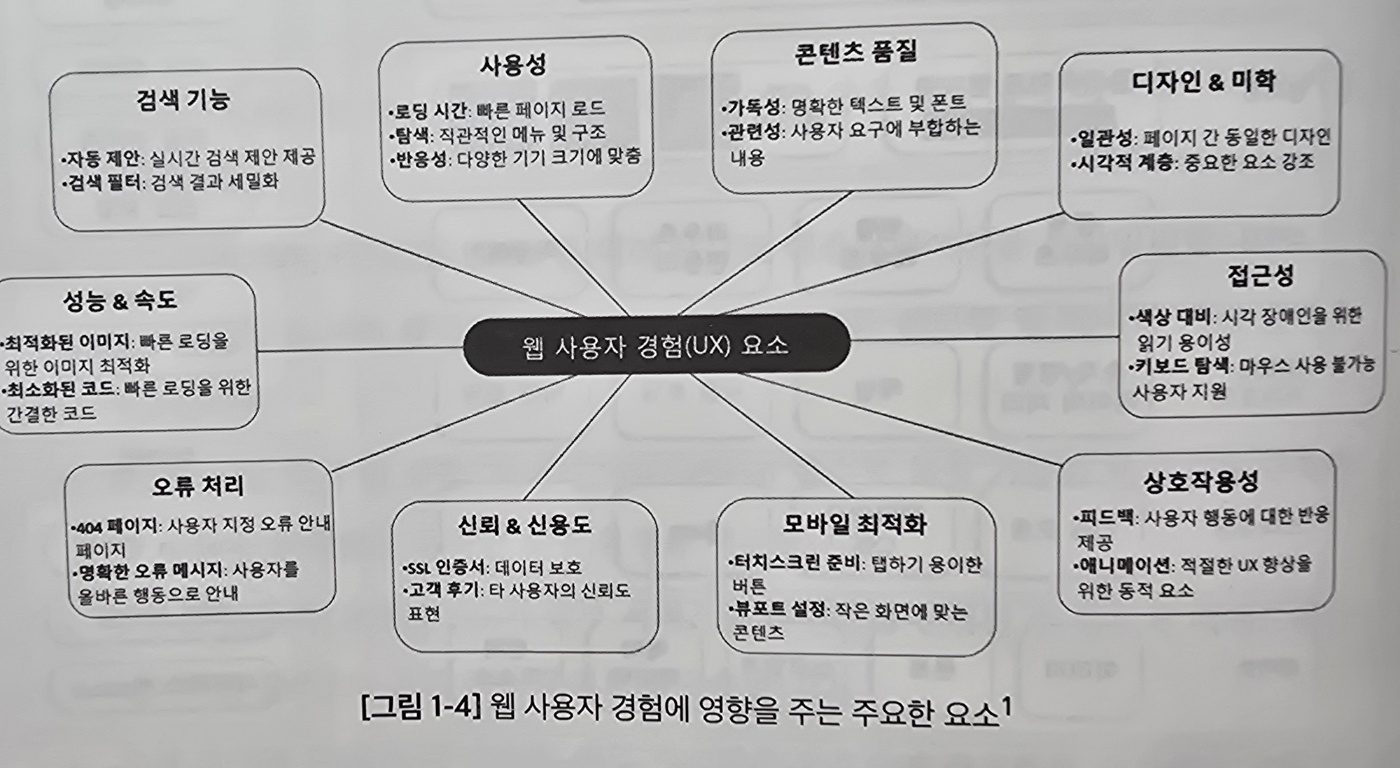 검색 기능
•자동 제안: 실시간 검색 제안 제공
•검색 필터: 검색 결과 세밀화
사용성
•로딩 시간: 빠른 페이지 로드
•탐색: 직관적인 메뉴 및 구조
•반응성: 다양한 기기 크기에 맞춤
콘텐츠 품질
•가독성: 명확한 텍스트 및 폰트
•관련성: 사용자 요구에 부합하는
내용
디자인 & 미학
•일관성: 페이지 간 동일한 디자인
•시각적 계층: 중요한 요소 강조
성능 & 속도
•최적화된 이미지: 빠른 로딩을
위한 이미지 최적화
•최소화된 코드: 빠른 로딩을 위한
간결한 코드
웹 사용자 경험(UX) 요소
접근성
•색상 대비: 시각 장애인을 위한
읽기 용이성
•키보드 탐색: 마우스 사용 불가능
사용자 지원
오류 처리
•404 페이지: 사용자 지정 오류 안내
페이지
•명확한 오류 메시지: 사용자를
올바른 행동으로 안내
신뢰 & 신용도
•SSL 인증서: 데이터 보호
•고객 후기: 타 사용자의 신뢰도
표현
모바일 최적화
•터치스크린 준비: 탭하기 용이한
버튼
•뷰포트 설정: 작은 화면에 맞는
콘텐츠
상호작용성
•피드백: 사용자 행동에 대한 반응
제공
•애니메이션: 적절한 UX 향상을
위한 동적 요소
[그림 1-4] 웹 사용자 경험에 영향을 주는 주요한 요소1